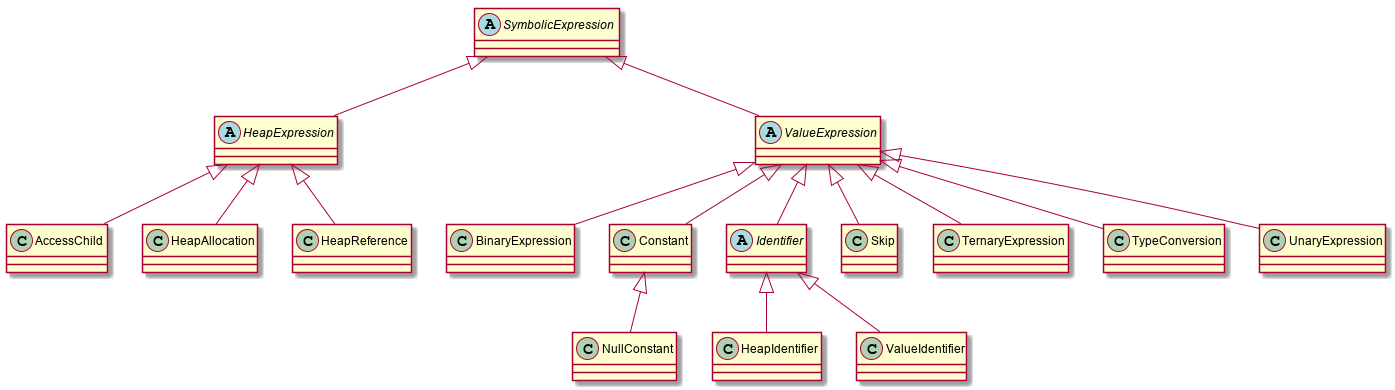 A SymbolicExpression
A HeapExpression
A ValueExpression
C AccessChild
C HeapAllocation
C HeapReference
C BinaryExpression
C Constant
A Identifier
C Skip
C TernaryExpression
C TypeConversion
C UnaryExpression
C NullConstant
C HeapIdentifier
C ValueIdentifier